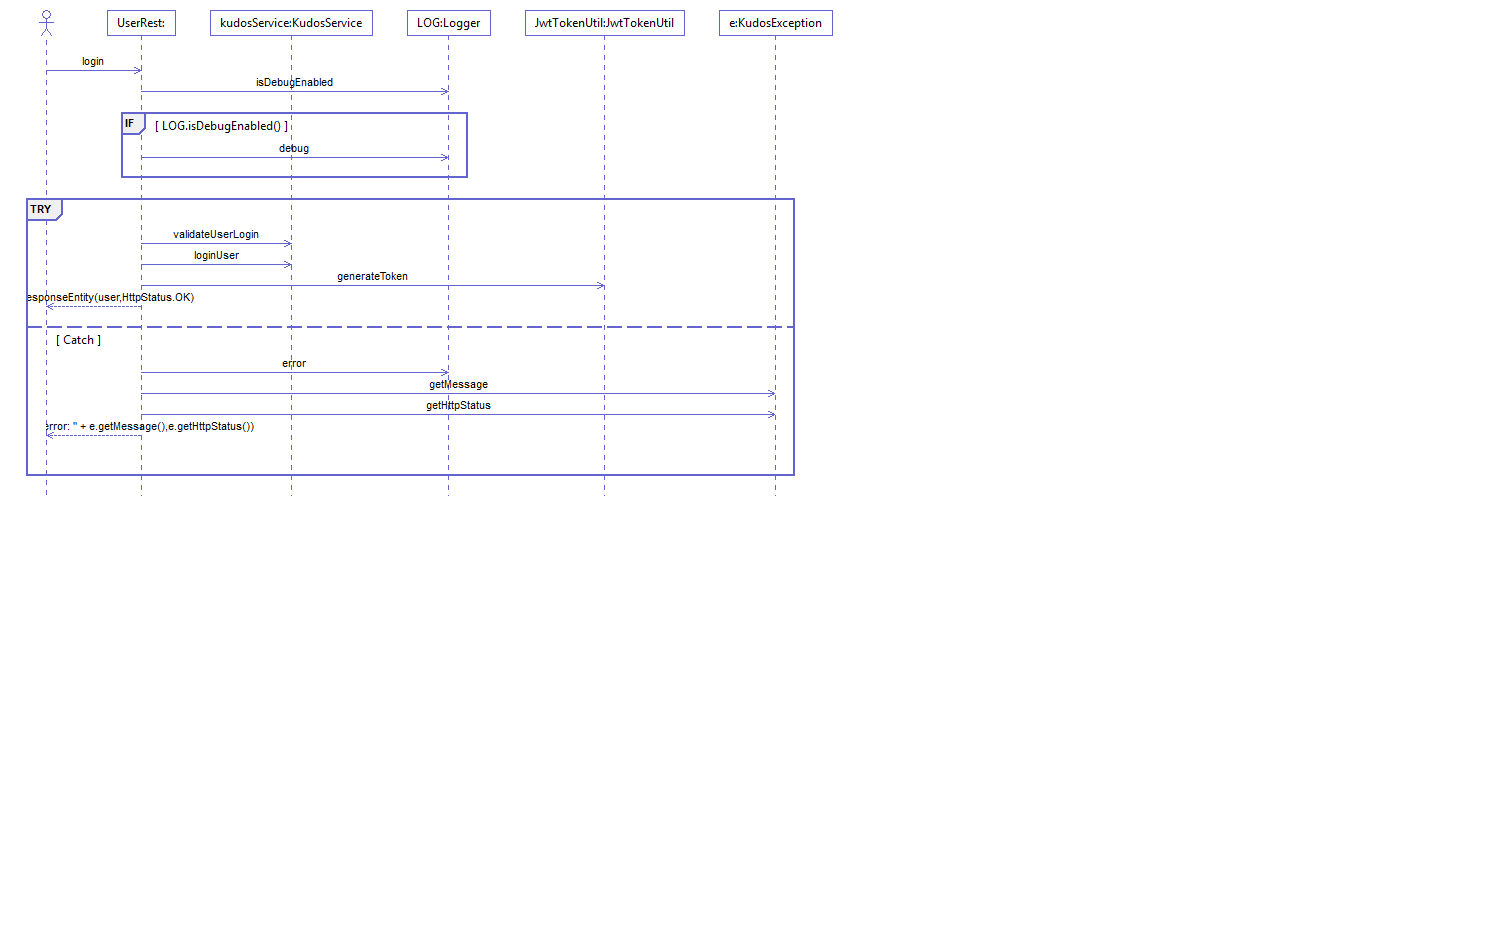 UserRest:
kudosService:KudosService
LOG:Logger
JwtTokenUtil:JwtTokenUtil
e:KudosException
login
isDebugEnabled
IF
[ LOG.isDebugEnabled() ]
debug
TRY
validateUserLogin
loginUser
generateToken
esponseEntity(user,HttpStatus.OK)
[ Catch ]
error
getMessage
getHttpStatus
error: " + e.getMessage(),e.getHttpStatus())